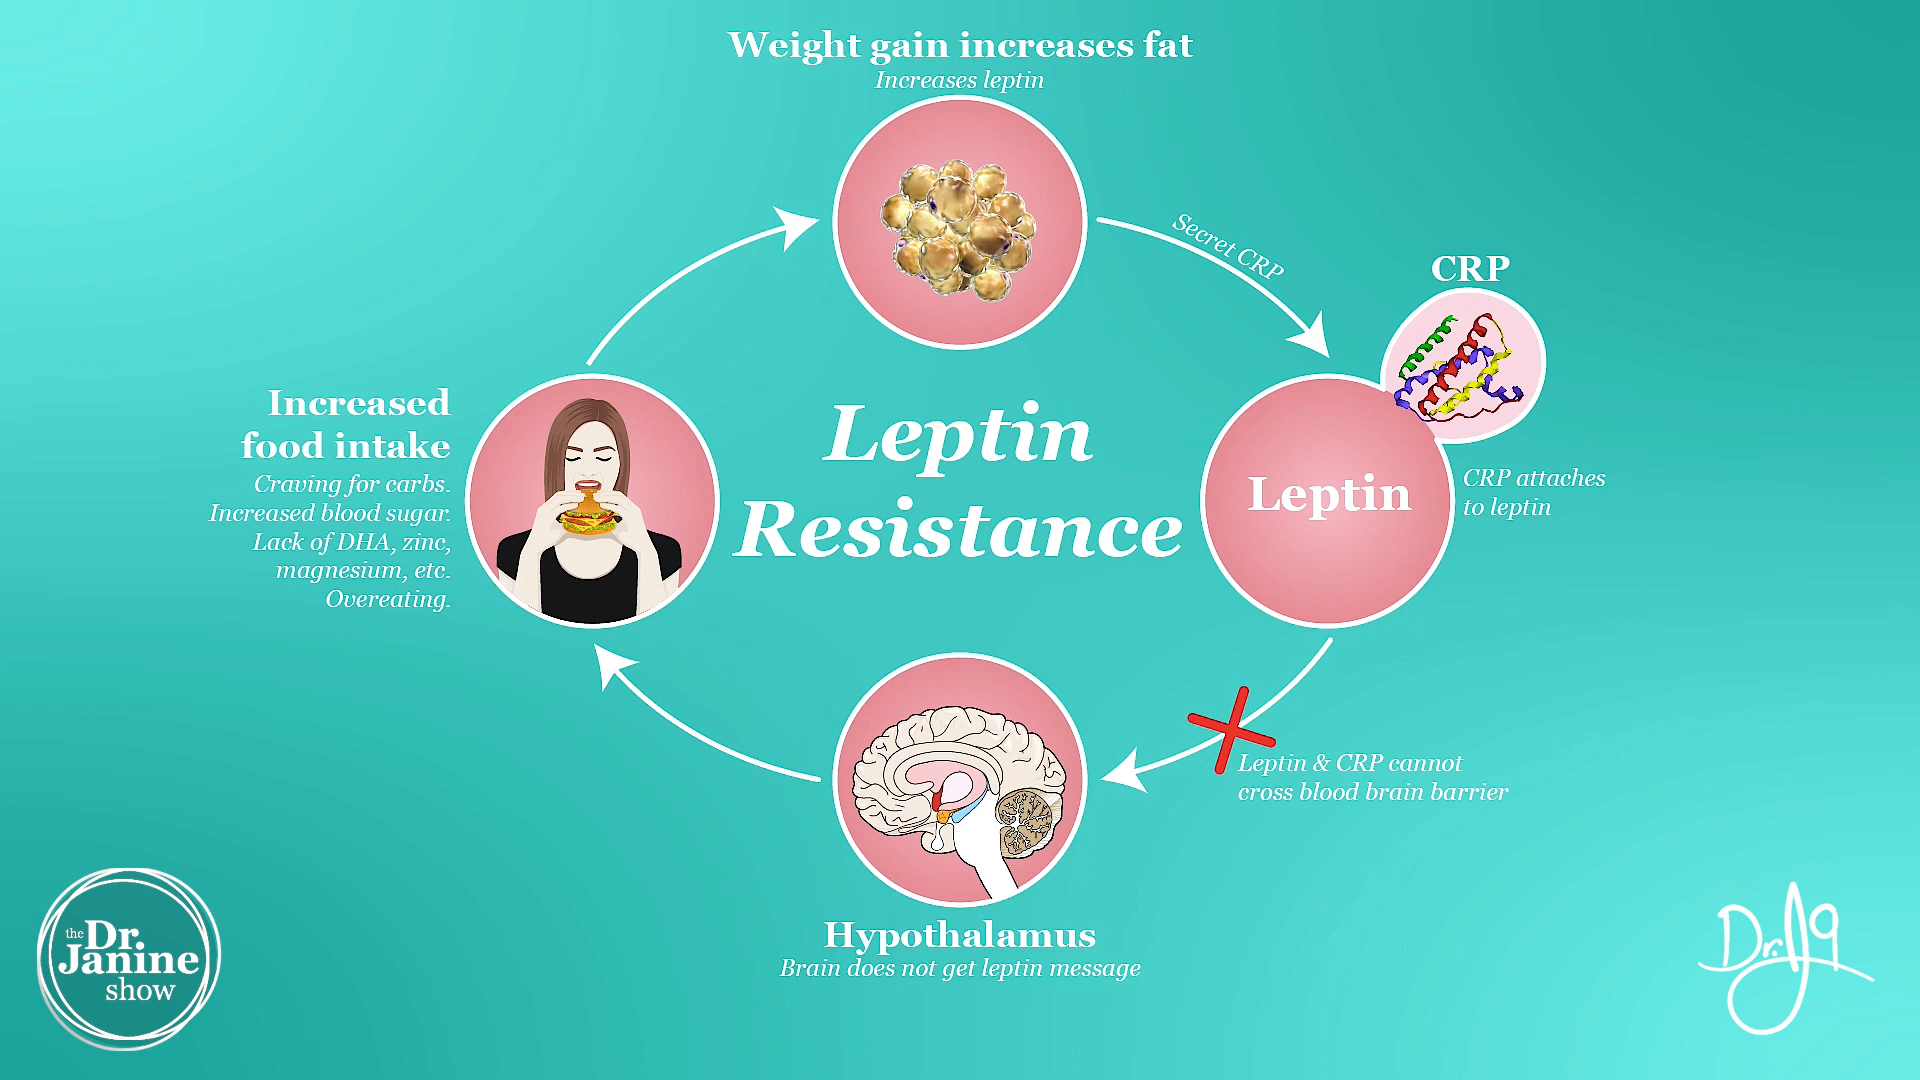 Weight gain increases fat
Increases leptin
Secret CRP
CRP
Increased
food intake
Craving for carbs.
Increased blood sugar.
Lack of DHA, zinc,
magnesium, etc.
Overeating.
Leptin
Resistance
Leptin
CRP attaches
to leptin
Leptin & CRP cannot
cross blood brain barrier
Hypothalamus
Brain does not get leptin message
the Dr.
Janine
show
Dr. J9